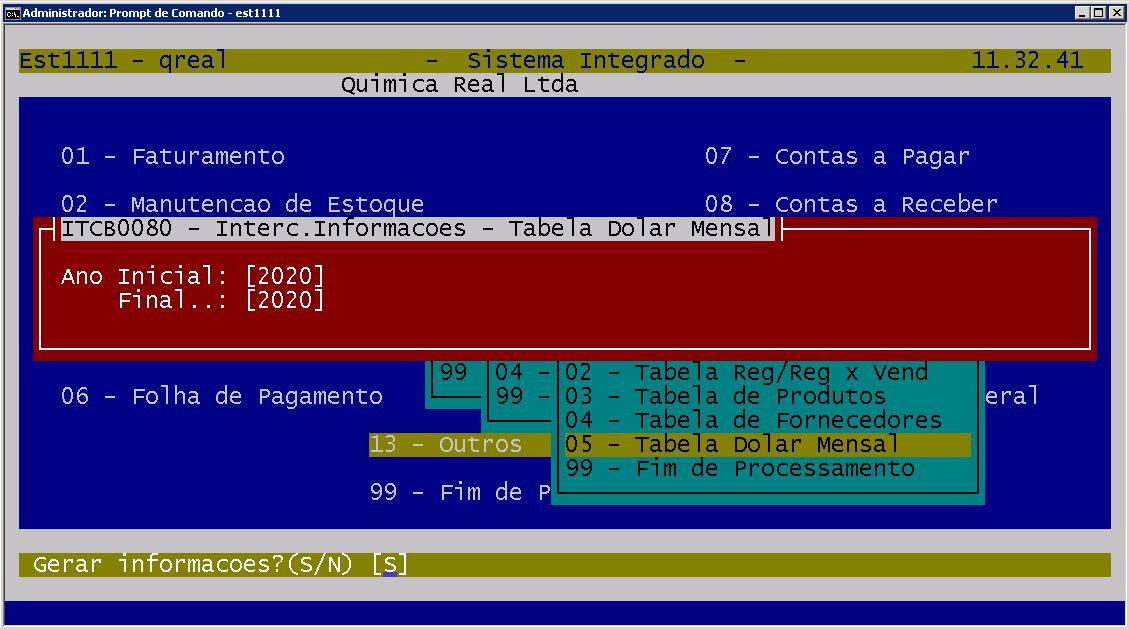 Administrador: Prompt de Comando - est1111
Est1111 - qreal - Sistema Integrado - 11.32.41
Quimica Real Ltda
01 - Faturamento 07 - Contas a Pagar
02 - Manutencao de Estoque 08 - Contas a Receber
ITCB0080 - Interc.Informacoes - Tabela Dolar Mensal
Ano Inicial: [2020]
Final..: [2020]
99 04 - 02 - Tabela Reg/Reg x Vend
06 - Folha de Pagamento 99 - 03 - Tabela de Produtos eral
04 - Tabela de Fornecedores
13 - Outros 05 - Tabela Dolar Mensal
99 - Fim de Processamento
99 - Fim de P
Gerar informacoes?(S/N) [S]